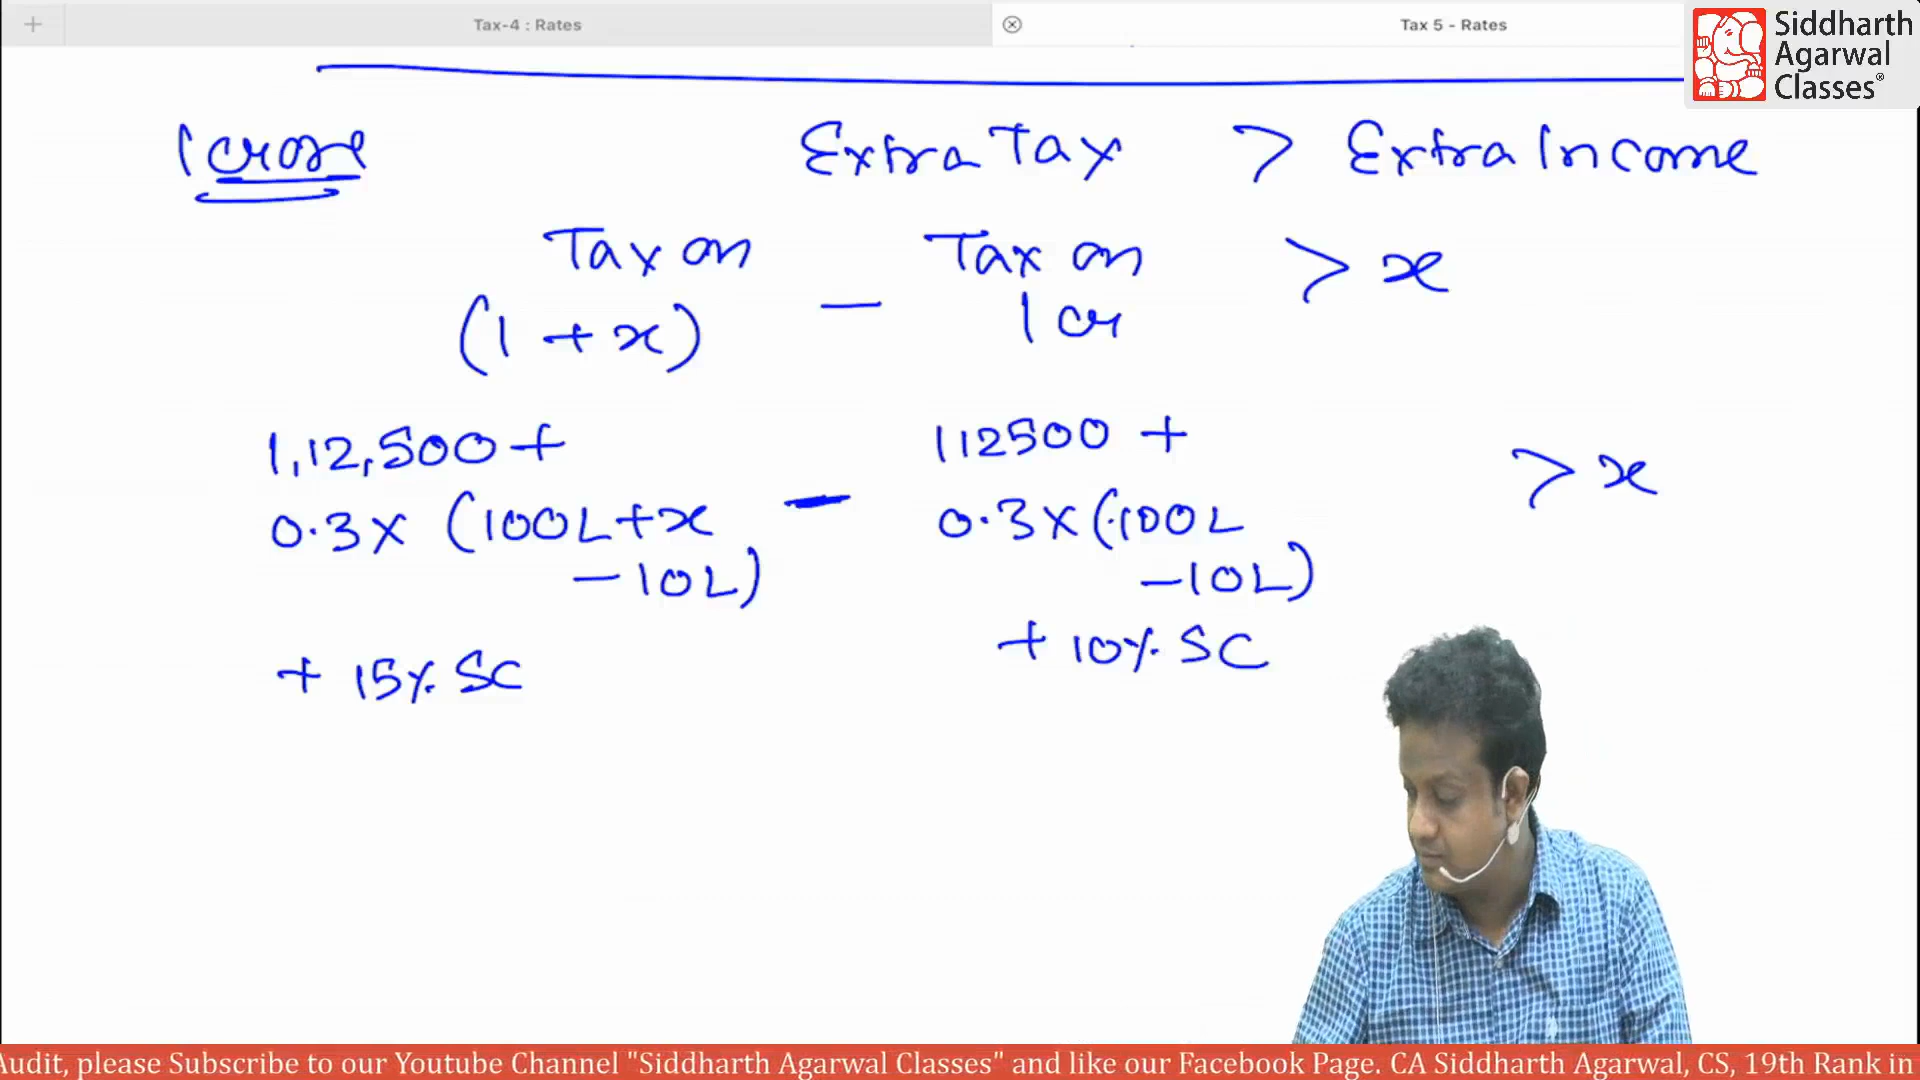 Tax-4 : Rates
Tax 5 - Rates
Siddharth
Agarwal
Classes®
1 crore Extra Tax > Extra Income
Tax on Tax on > x
(1 + x) – 1 cr
1,12,500 + 112500 +
0.3 x (100L + x – 0.3 x (100L > x
– 10L) – 10L)
+ 15% SC + 10% SC
Audit, please Subscribe to our Youtube Channel "Siddharth Agarwal Classes" and like our Facebook Page. CA Siddharth Agarwal, CS, 19th Rank in